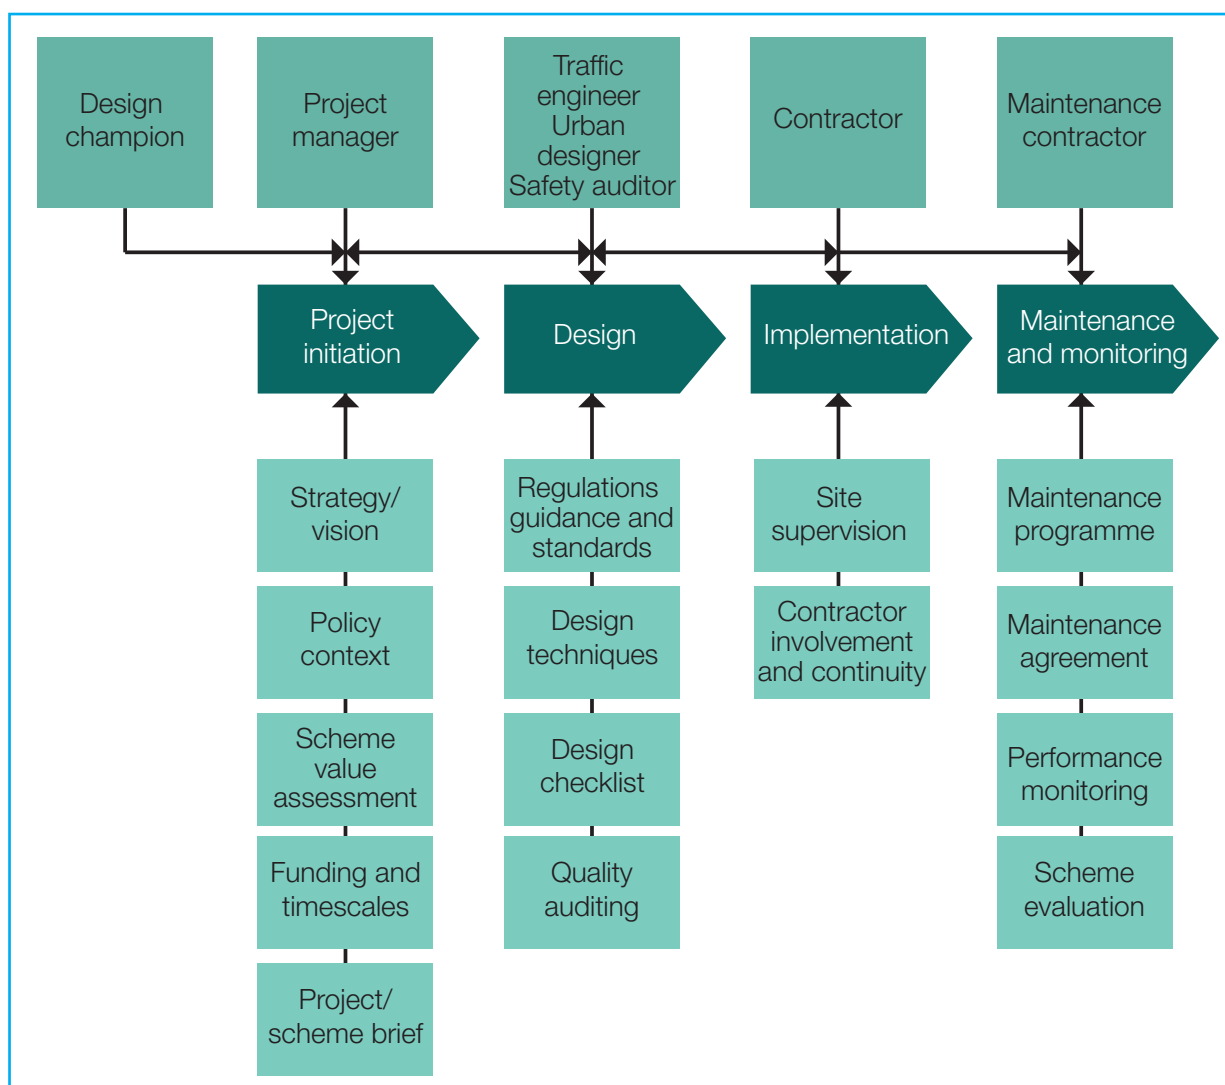 Design
champion
Project
manager
Traffic
engineer
Urban
designer
Safety auditor
Contractor
Maintenance
contractor
Project
initiation
Design
Implementation
Maintenance
and monitoring
Strategy/
vision
Policy
context
Scheme
value
assessment
Funding and
timescales
Project/
scheme brief
Regulations
guidance and
standards
Design
techniques
Design
checklist
Quality
auditing
Site
supervision
Contractor
involvement
and continuity
Maintenance
programme
Maintenance
agreement
Performance
monitoring
Scheme
evaluation